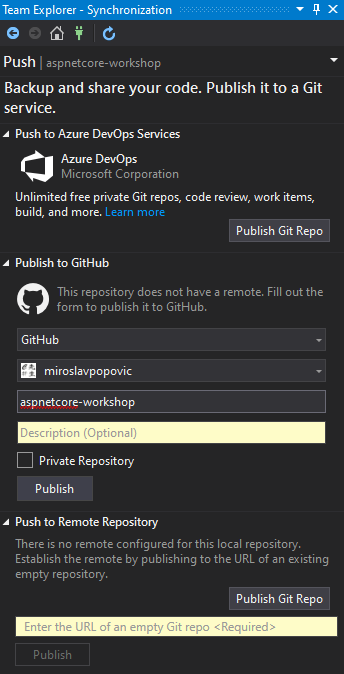 Team Explorer - Synchronization
Push | aspnetcore-workshop
Backup and share your code. Publish it to a Git
service.
Push to Azure DevOps Services
Azure DevOps
Microsoft Corporation
Unlimited free private Git repos, code review, work items,
build, and more. Learn more
Publish Git Repo
Publish to GitHub
This repository does not have a remote. Fill out the
form to publish it to GitHub.
GitHub
miroslavpopovic
aspnetcore-workshop
Description (Optional)
Private Repository
Publish
Push to Remote Repository
There is no remote configured for this local repository.
Establish the remote by publishing to the URL of an existing
empty repository.
Publish Git Repo
Enter the URL of an empty Git repo <Required>
Publish